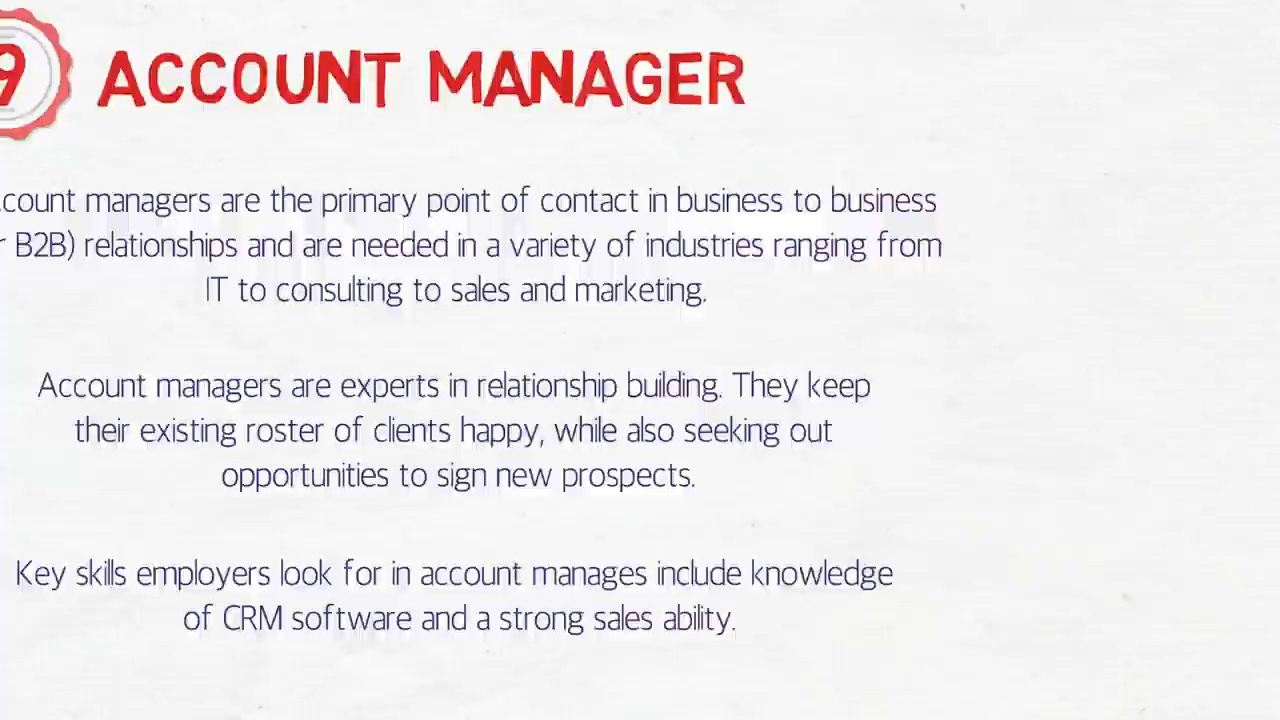 9 ACCOUNT MANAGER
count managers are the primary point of contact in business to business
r B2B) relationships and are needed in a variety of industries ranging from
IT to consulting to sales and marketing.
Account managers are experts in relationship building. They keep
their existing roster of clients happy, while also seeking out
opportunities to sign new prospects.
Key skills employers look for in account manages include knowledge
of CRM software and a strong sales ability.